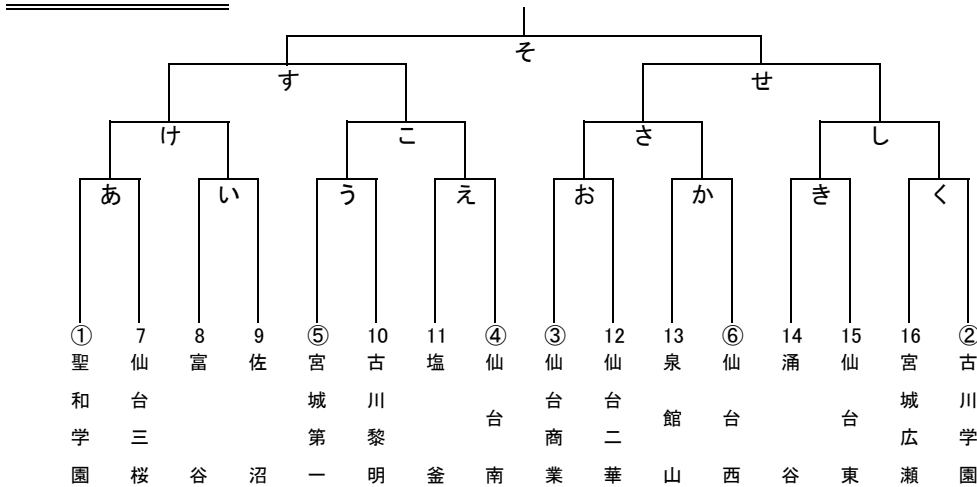 そ
す せ
け こ さ し
あ い う え お か き く
① 7 8 9 ⑤ 10 11 ④ ③ 12 13 ⑥ 14 15 16 ②
聖和学園
仙台三桜
富谷
佐沼
宮城第一
古川黎明
塩釜
仙台南
仙台商業
仙台二華
泉館山
仙台西
涌谷
仙台東
宮城広瀬
古川学園